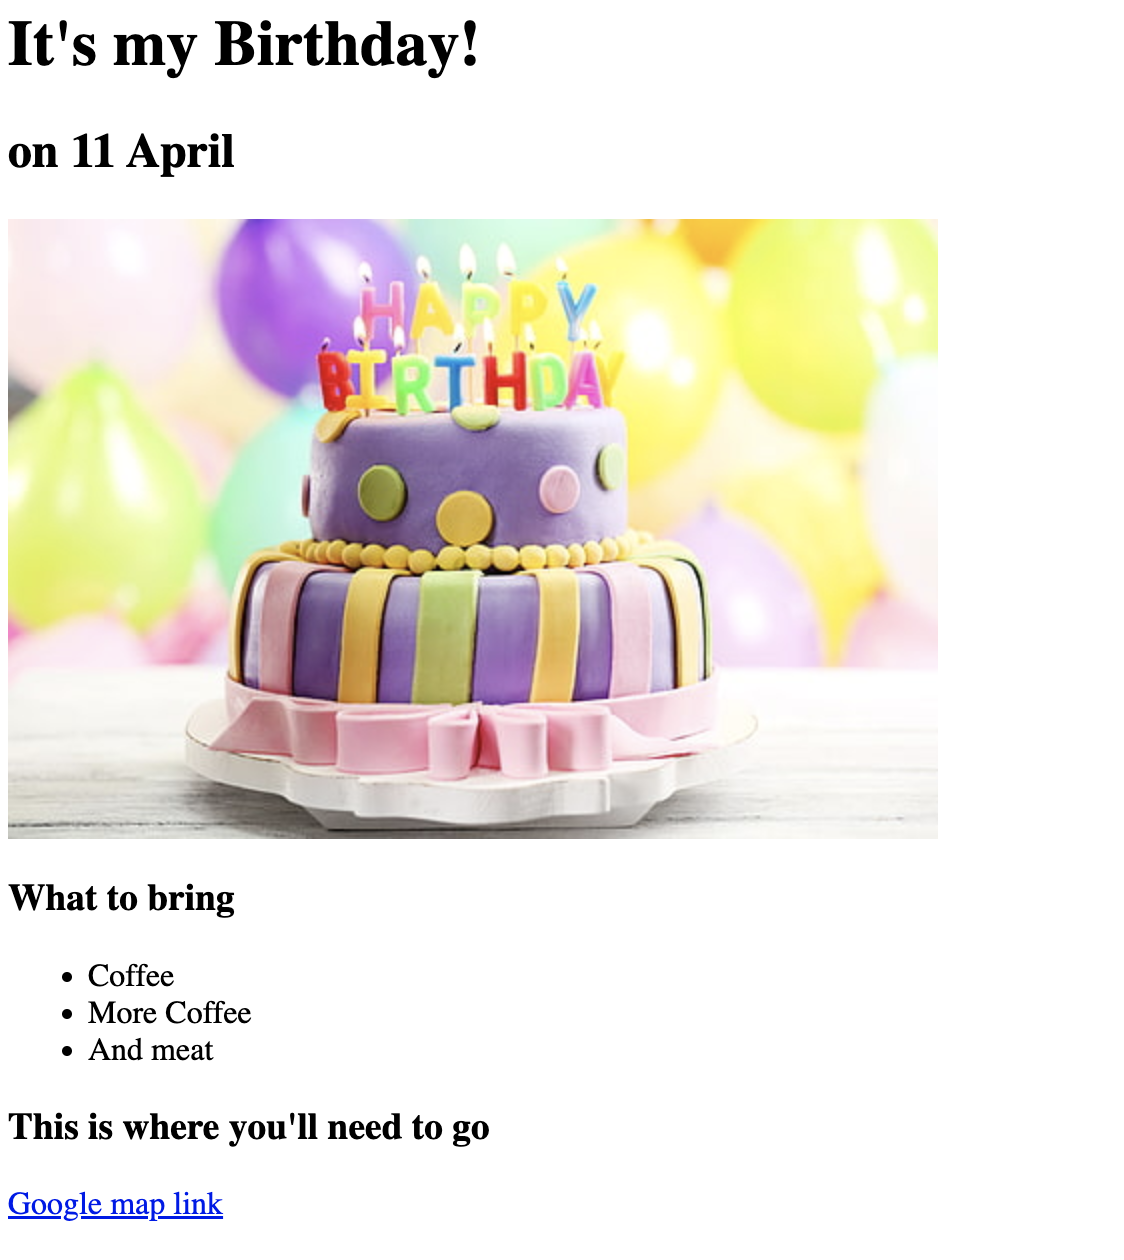 It's my Birthday!
on 11 April
HAPPY
BIRTHDAY
What to bring
Coffee
More Coffee
And meat
This is where you'll need to go
Google map link